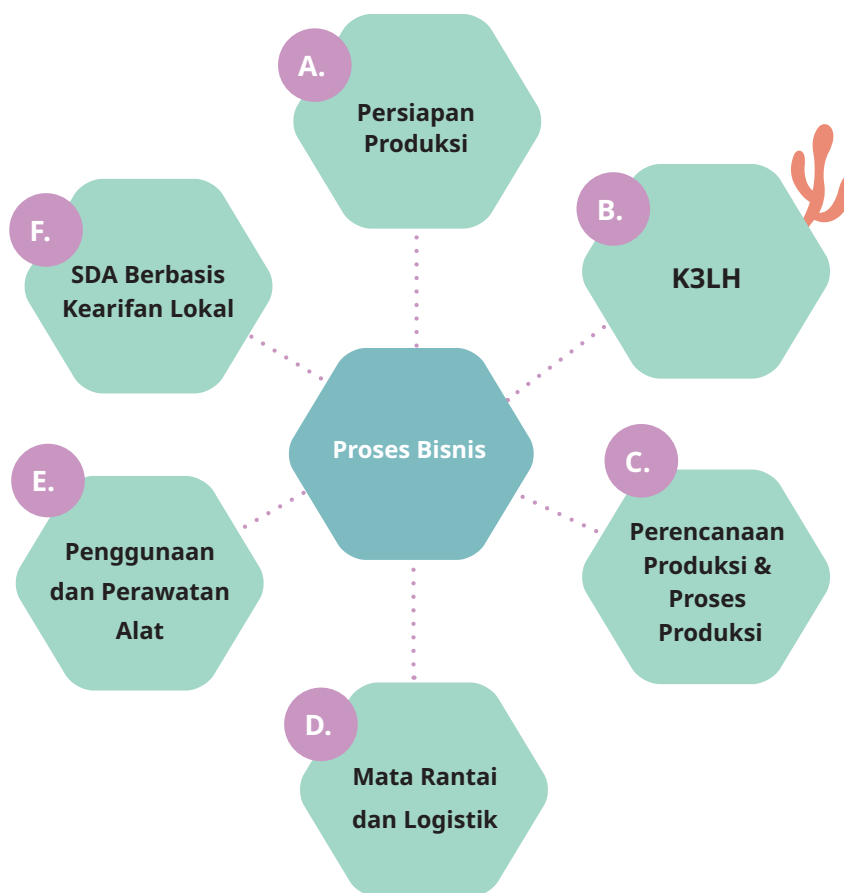 A.
Persiapan
Produksi
B.
K3LH
C.
Perencanaan
Produksi &
Proses
Produksi
D.
Mata Rantai
dan Logistik
E.
Penggunaan
dan Perawatan
Alat
F.
SDA Berbasis
Kearifan Lokal
Proses Bisnis